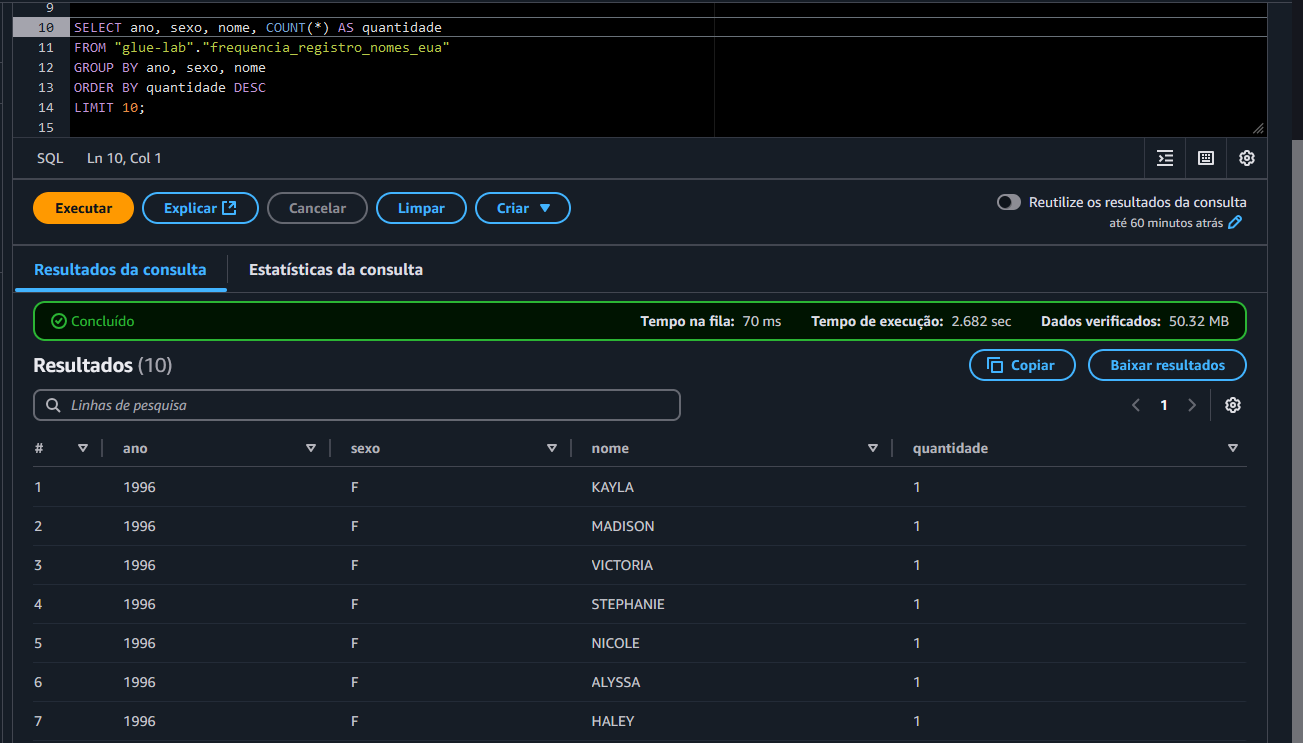 9
10 SELECT ano, sexo, nome, COUNT(*) AS quantidade
11 FROM "glue-lab"."frequencia_registro_nomes_eua"
12 GROUP BY ano, sexo, nome
13 ORDER BY quantidade DESC
14 LIMIT 10;
15
SQL Ln 10, Col 1
Executar Explicar Cancelar Limpar Criar
Reutilize os resultados da consulta
até 60 minutos atrás
Resultados da consulta Estatísticas da consulta
Concluído Tempo na fila: 70 ms Tempo de execução: 2.682 sec Dados verificados: 50.32 MB
Resultados (10) Copiar Baixar resultados
Linhas de pesquisa 1
# ano sexo nome quantidade
1 1996 F KAYLA 1
2 1996 F MADISON 1
3 1996 F VICTORIA 1
4 1996 F STEPHANIE 1
5 1996 F NICOLE 1
6 1996 F ALYSSA 1
7 1996 F HALEY 1